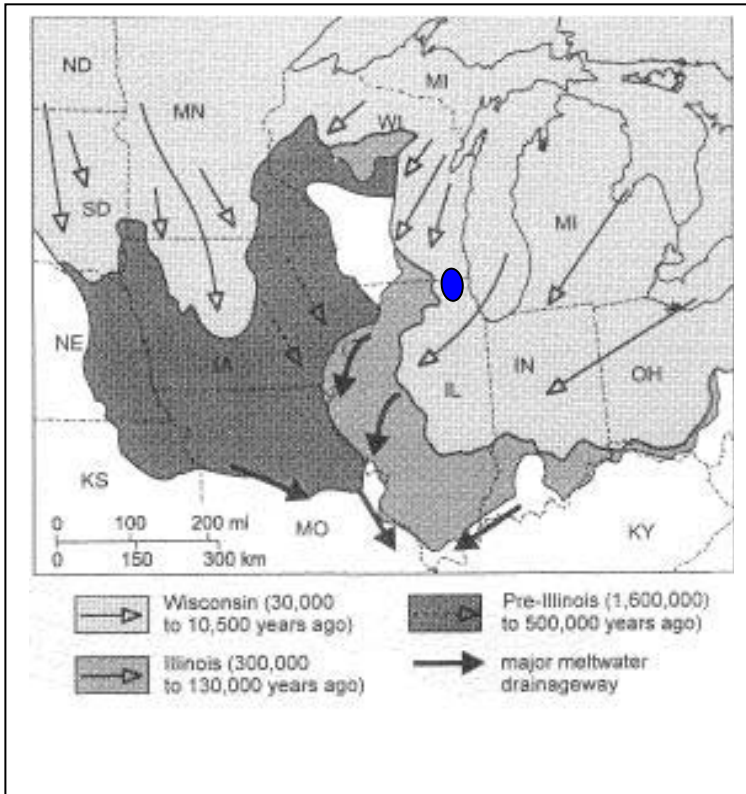 ND
MN
MI
WI
SD
MI
NE
IA
IL
IN
OH
KS
MO
KY
0 100 200 mi
0 150 300 km
Wisconsin (30,000
to 10,500 years ago)
Pre-Illinois (1,600,000)
to 500,000 years ago)
Illinois (300,000
to 130,000 years ago)
major meltwater
drainageway